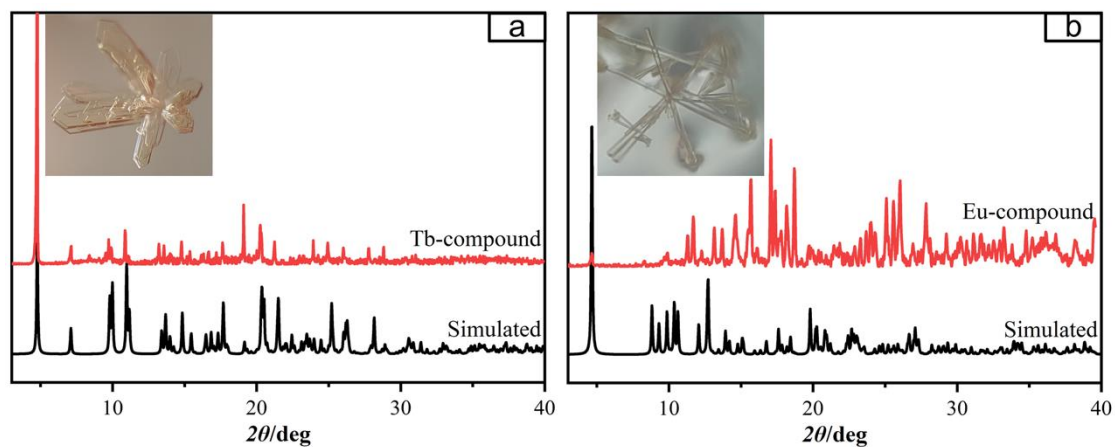 a
Tb-compound
Simulated
10
20
30
40
2θ/deg
b
Eu-compound
Simulated
10
20
30
40
2θ/deg